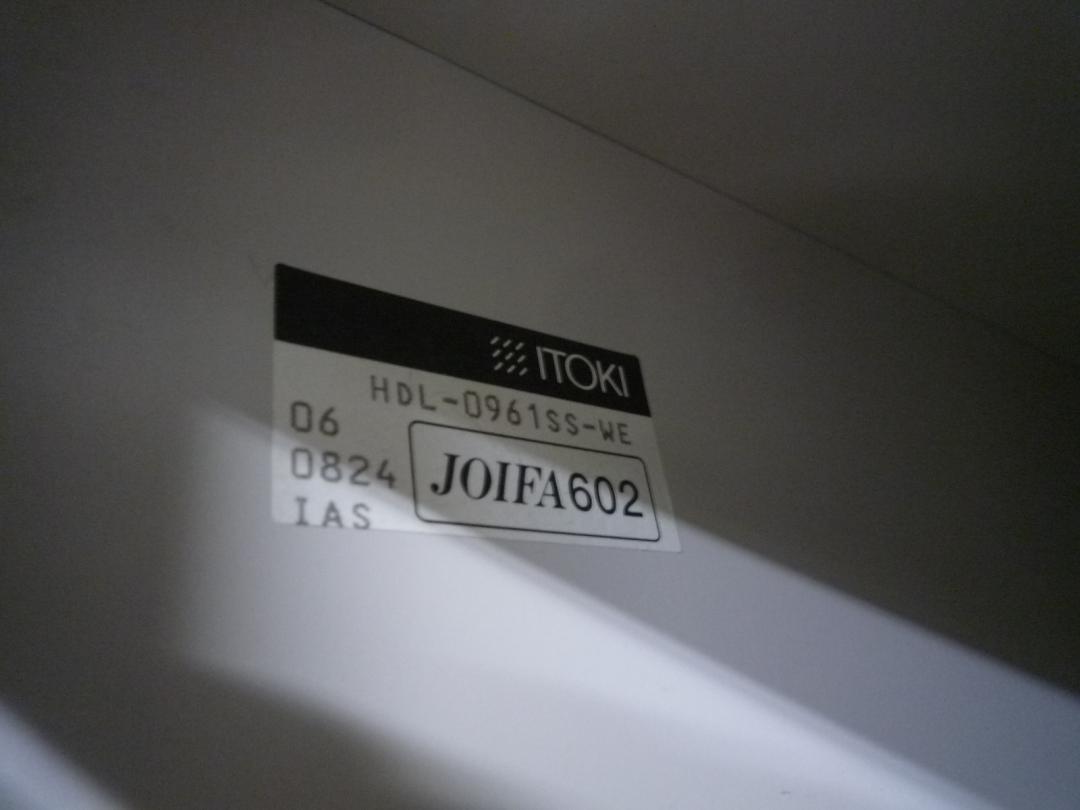 ITOKI
HDL-0961SS-WE
06
0824
IAS
JOIFA602